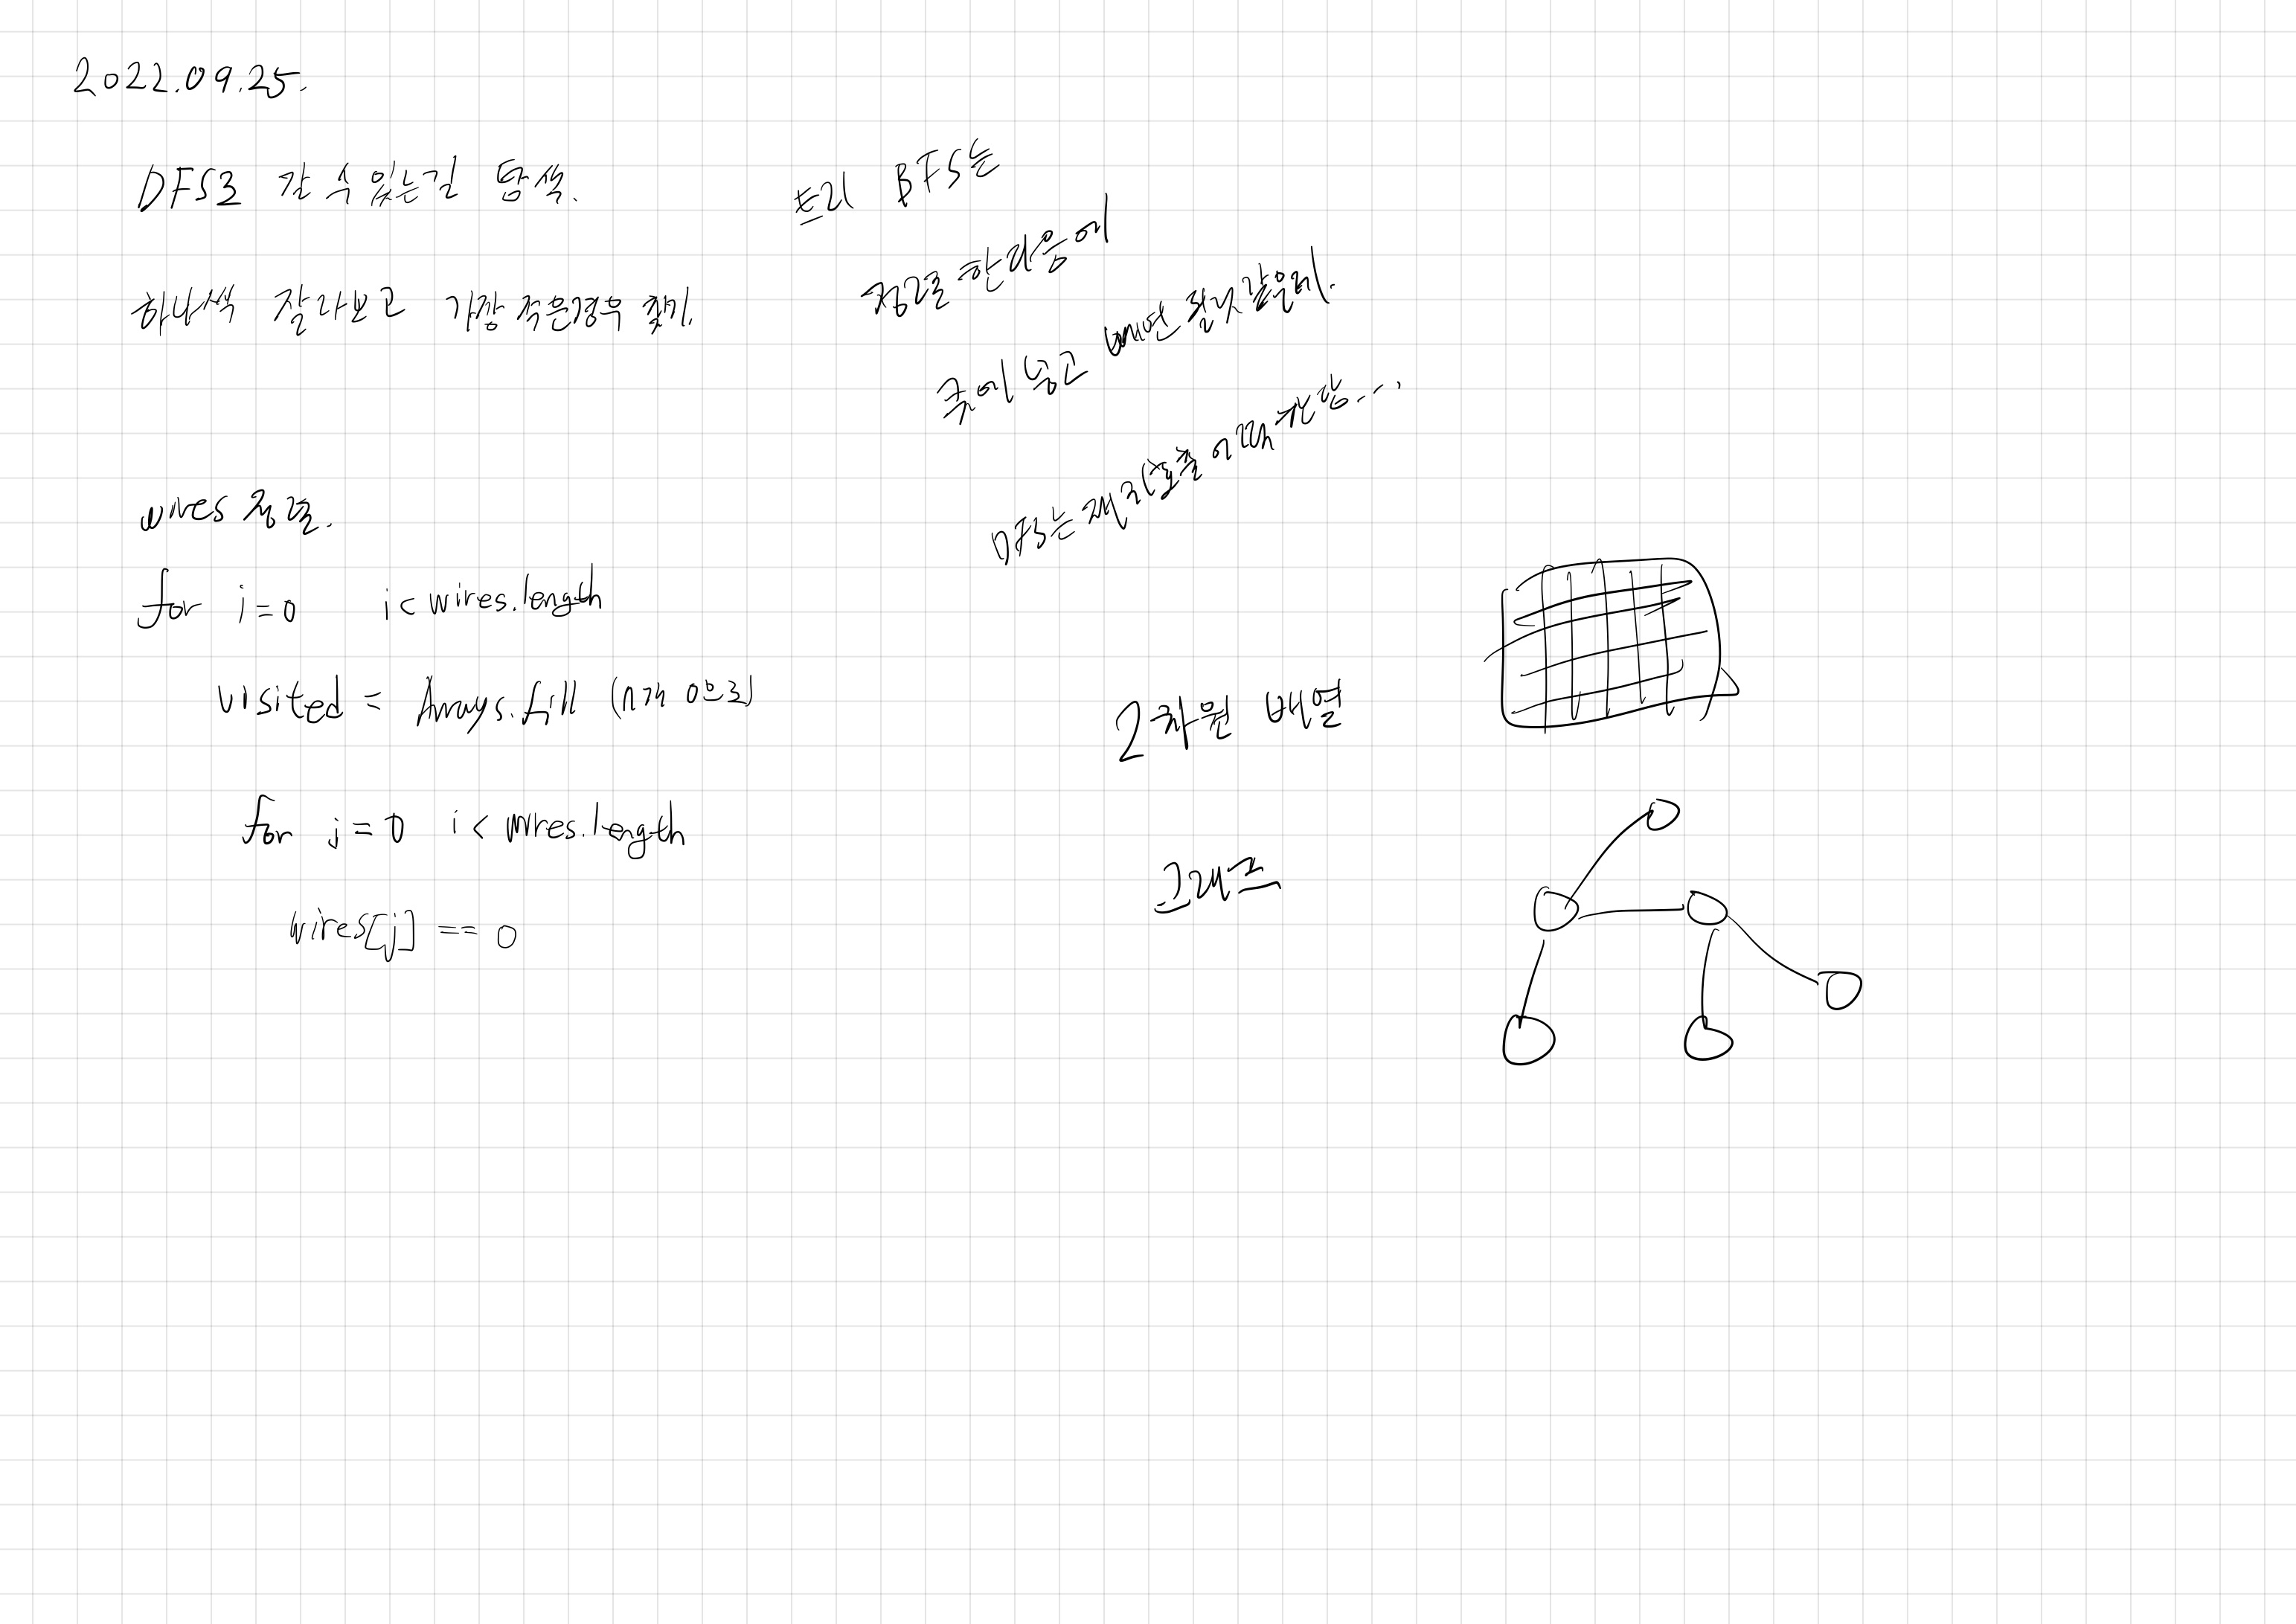 2022.09.25.
DFS로 갈 수 있는길 탐색.
하나씩 잘라보고 가장 적은경우 찾기.
트리 BFS는
정렬 한다음에
큐에 넣고 빼면 될것 같은데.
DFS는 재귀호출
wires 정렬.
for i=0 i<wires.length
visited = Arrays.fill (n개 0으로)
for j=0 i< wires.length
wires[j] == 0
2차원 배열
그래프